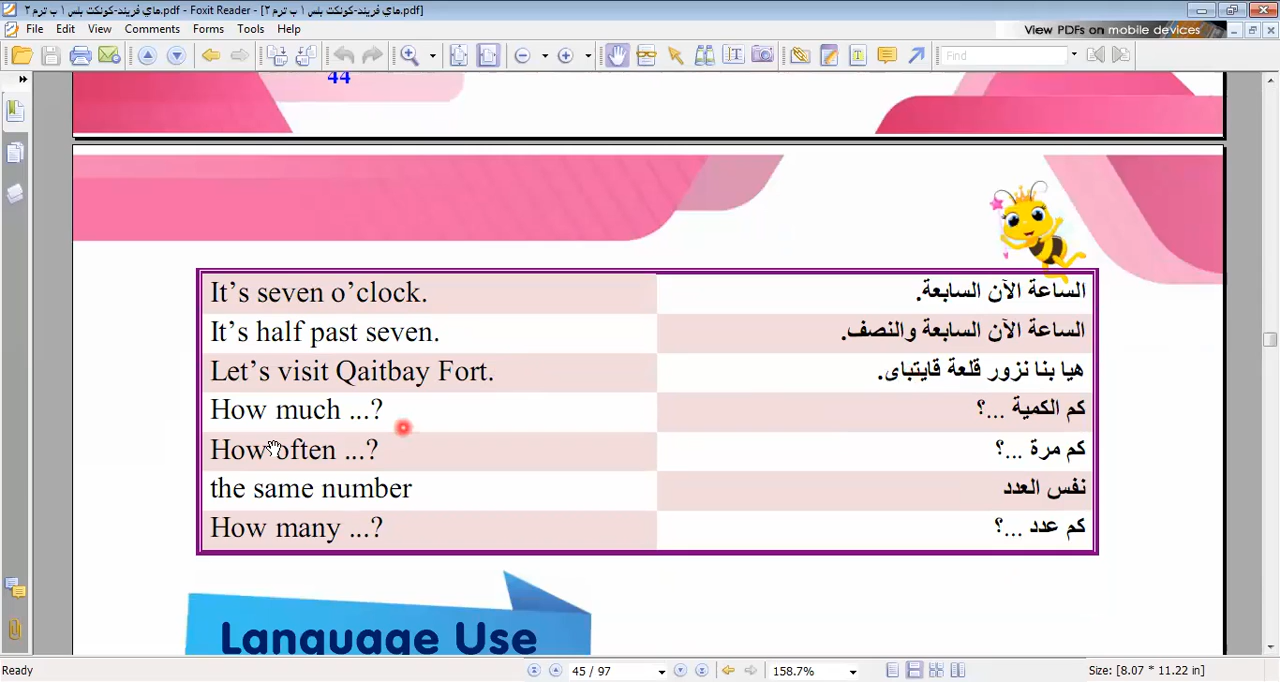 هاي فريند-كونكت بلس ١ ب ترم ٢.pdf - Foxit Reader - [هاي فريند-كونكت بلس ١ ب ترم ٢.pdf]
File Edit View Comments Forms Tools Help
View PDFs on mobile devices
Find
44
It's seven o'clock. الساعة الآن السابعة.
It's half past seven. الساعة الآن السابعة والنصف.
Let's visit Qaitbay Fort. هيا بنا نزور قلعة قايتباى.
How much ...? كم الكمية ...؟
How often ...? كم مرة ...؟
the same number نفس العدد
How many ...? كم عدد ...؟
Language Use
Ready 45 / 97 158.7% Size: [8.07 * 11.22 in]